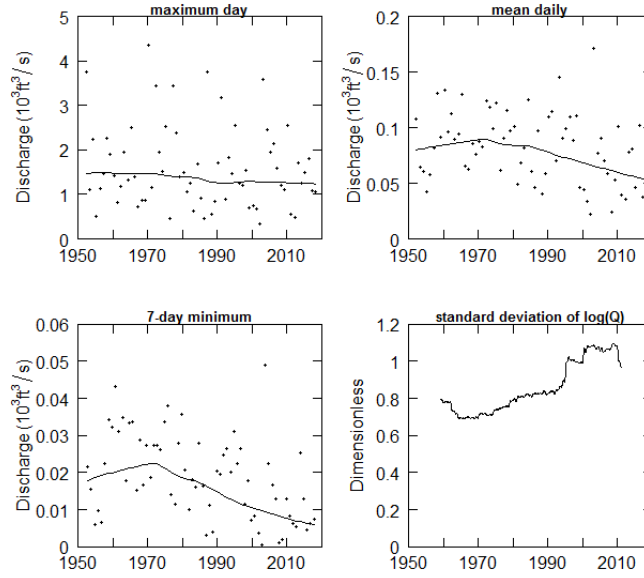 maximum day
Discharge (10³ft³ / s)
5
4
3
2
1
0
1950 1970 1990 2010
mean daily
Discharge (10³ft³ / s)
0.2
0.15
0.1
0.05
0
1950 1970 1990 2010
7-day minimum
Discharge (10³ft³ / s)
0.06
0.05
0.04
0.03
0.02
0.01
0
1950 1970 1990 2010
standard deviation of log(Q)
Dimensionless
1.2
1
0.8
0.6
0.4
0.2
0
1950 1970 1990 2010